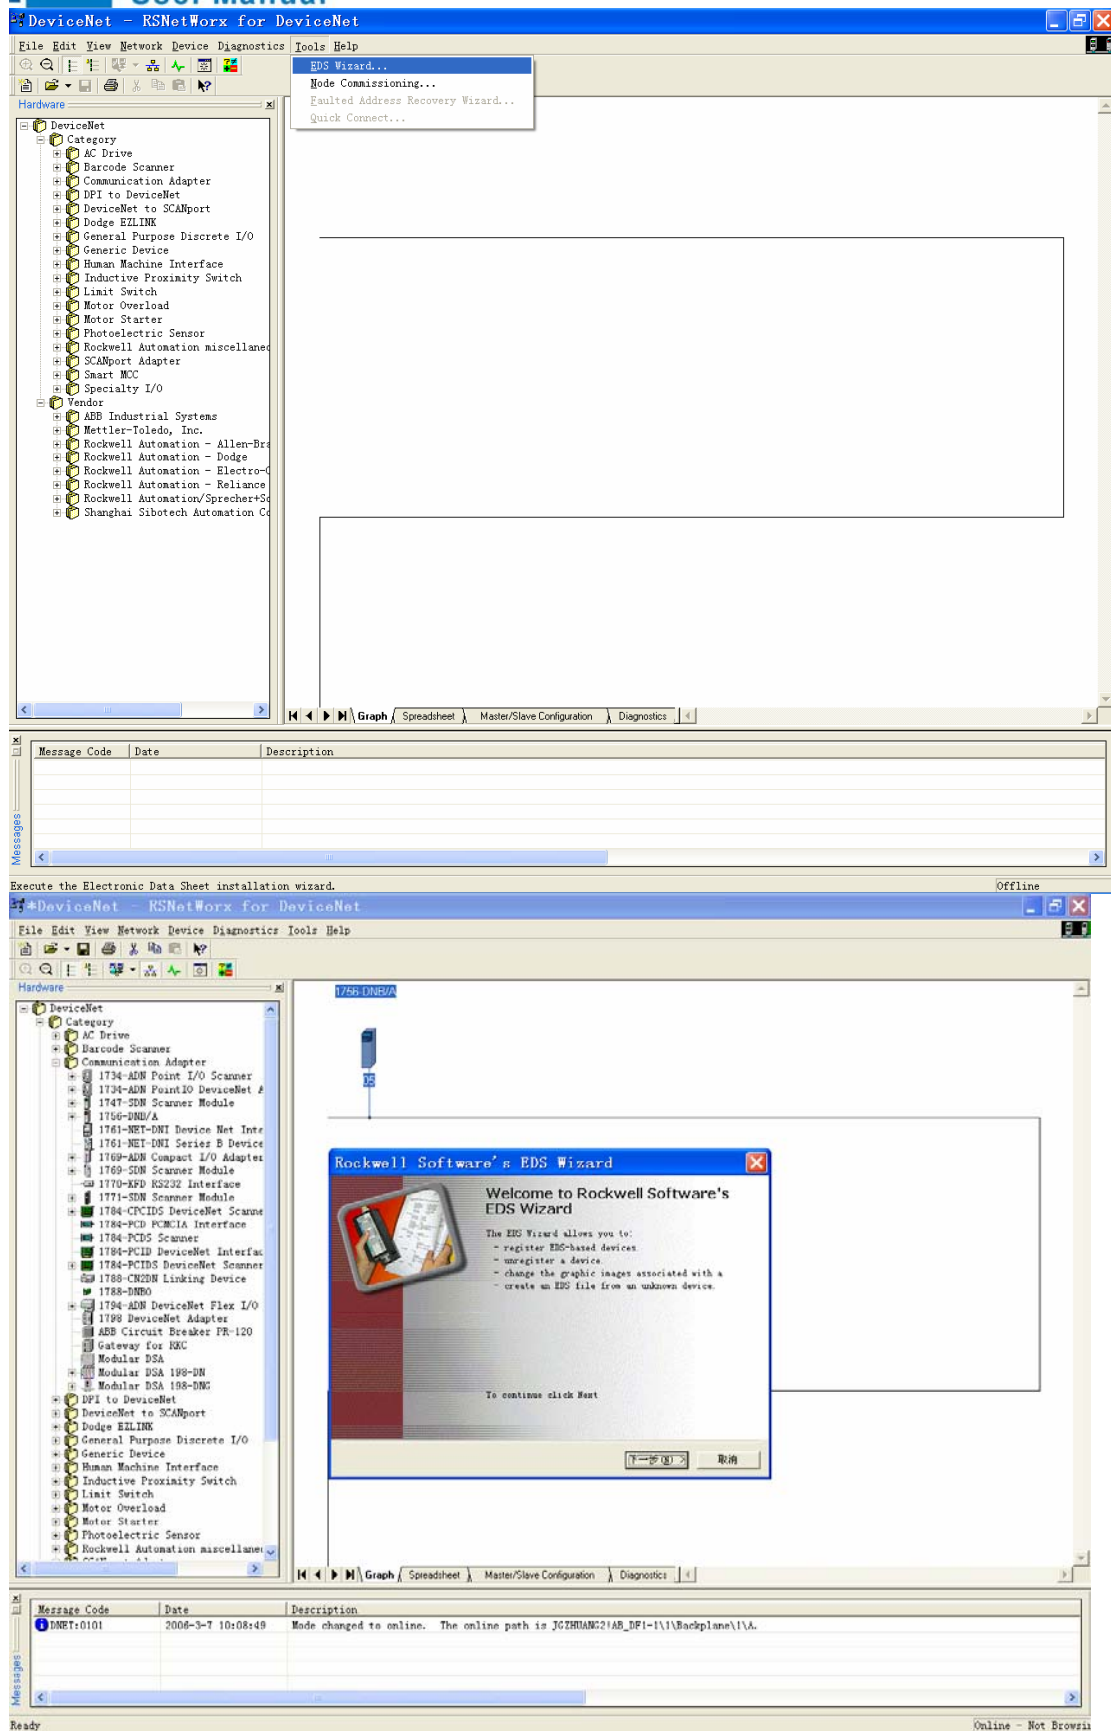 User Manual
DeviceNet - RSNetWorx for DeviceNet
File Edit View Network Device Diagnostics Tools Help
EDS Wizard...
Node Commissioning...
Faulted Address Recovery Wizard...
Quick Connect...
Hardware
DeviceNet
Category
AC Drive
Barcode Scanner
Communication Adapter
DPI to DeviceNet
DeviceNet to SCANport
Dodge EZLINK
General Purpose Discrete I/O
Generic Device
Human Machine Interface
Inductive Proximity Switch
Limit Switch
Motor Overload
Motor Starter
Photoelectric Sensor
Rockwell Automation miscellaneo
SCANport Adapter
Smart MCC
Specialty I/O
Vendor
ABB Industrial Systems
Mettler-Toledo, Inc.
Rockwell Automation - Allen-Bra
Rockwell Automation - Dodge
Rockwell Automation - Electro-C
Rockwell Automation - Reliance
Rockwell Automation/Sprecher+Sc
Shanghai Sibotech Automation Co
Graph Spreadsheet Master/Slave Configuration Diagnostics
Messages
Message Code Date Description
Execute the Electronic Data Sheet installation wizard. Offline
*DeviceNet - RSNetWorx for DeviceNet
File Edit View Network Device Diagnostics Tools Help
Hardware
DeviceNet
Category
AC Drive
Barcode Scanner
Communication Adapter
1734-ADN Point I/O Scanner
1734-ADN PointIO DeviceNet A
1747-SDN Scanner Module
1756-DNB/A
1761-NET-DNI Device Net Inte
1761-NET-DNI Series B Device
1769-ADN Compact I/O Adapter
1769-SDN Scanner Module
1770-KFD RS232 Interface
1771-SDN Scanner Module
1784-CPCIDS DeviceNet Scanne
1784-PCD PCMCIA Interface
1784-PCDS Scanner
1784-PCID DeviceNet Interfac
1784-PCIDS DeviceNet Scanner
1788-CN2DN Linking Device
1788-DNBO
1794-ADN DeviceNet Flex I/O
1798 DeviceNet Adapter
ABB Circuit Breaker PR-120
Gateway for RKC
Modular DSA
Modular DSA 198-DN
Modular DSA 198-DNG
DPI to DeviceNet
DeviceNet to SCANport
Dodge EZLINK
General Purpose Discrete I/O
Generic Device
Human Machine Interface
Inductive Proximity Switch
Limit Switch
Motor Overload
Motor Starter
Photoelectric Sensor
Rockwell Automation miscellaneo
1756-DNB/A
05
Rockwell Software's EDS Wizard
Welcome to Rockwell Software's
EDS Wizard
The EDS Wizard allows you to:
- register EDS-based devices.
- unregister a device.
- change the graphic images associated with a
- create an EDS file from an unknown device.
To continue click Next
下一步(N) > 取消
Graph Spreadsheet Master/Slave Configuration Diagnostics
Messages
Message Code Date Description
DNET:0101 2006-3-7 10:08:49 Mode changed to online. The online path is JGZHUANG2!AB_DF1-1\1\Backplane\1\A.
Ready Online - Not Browsi